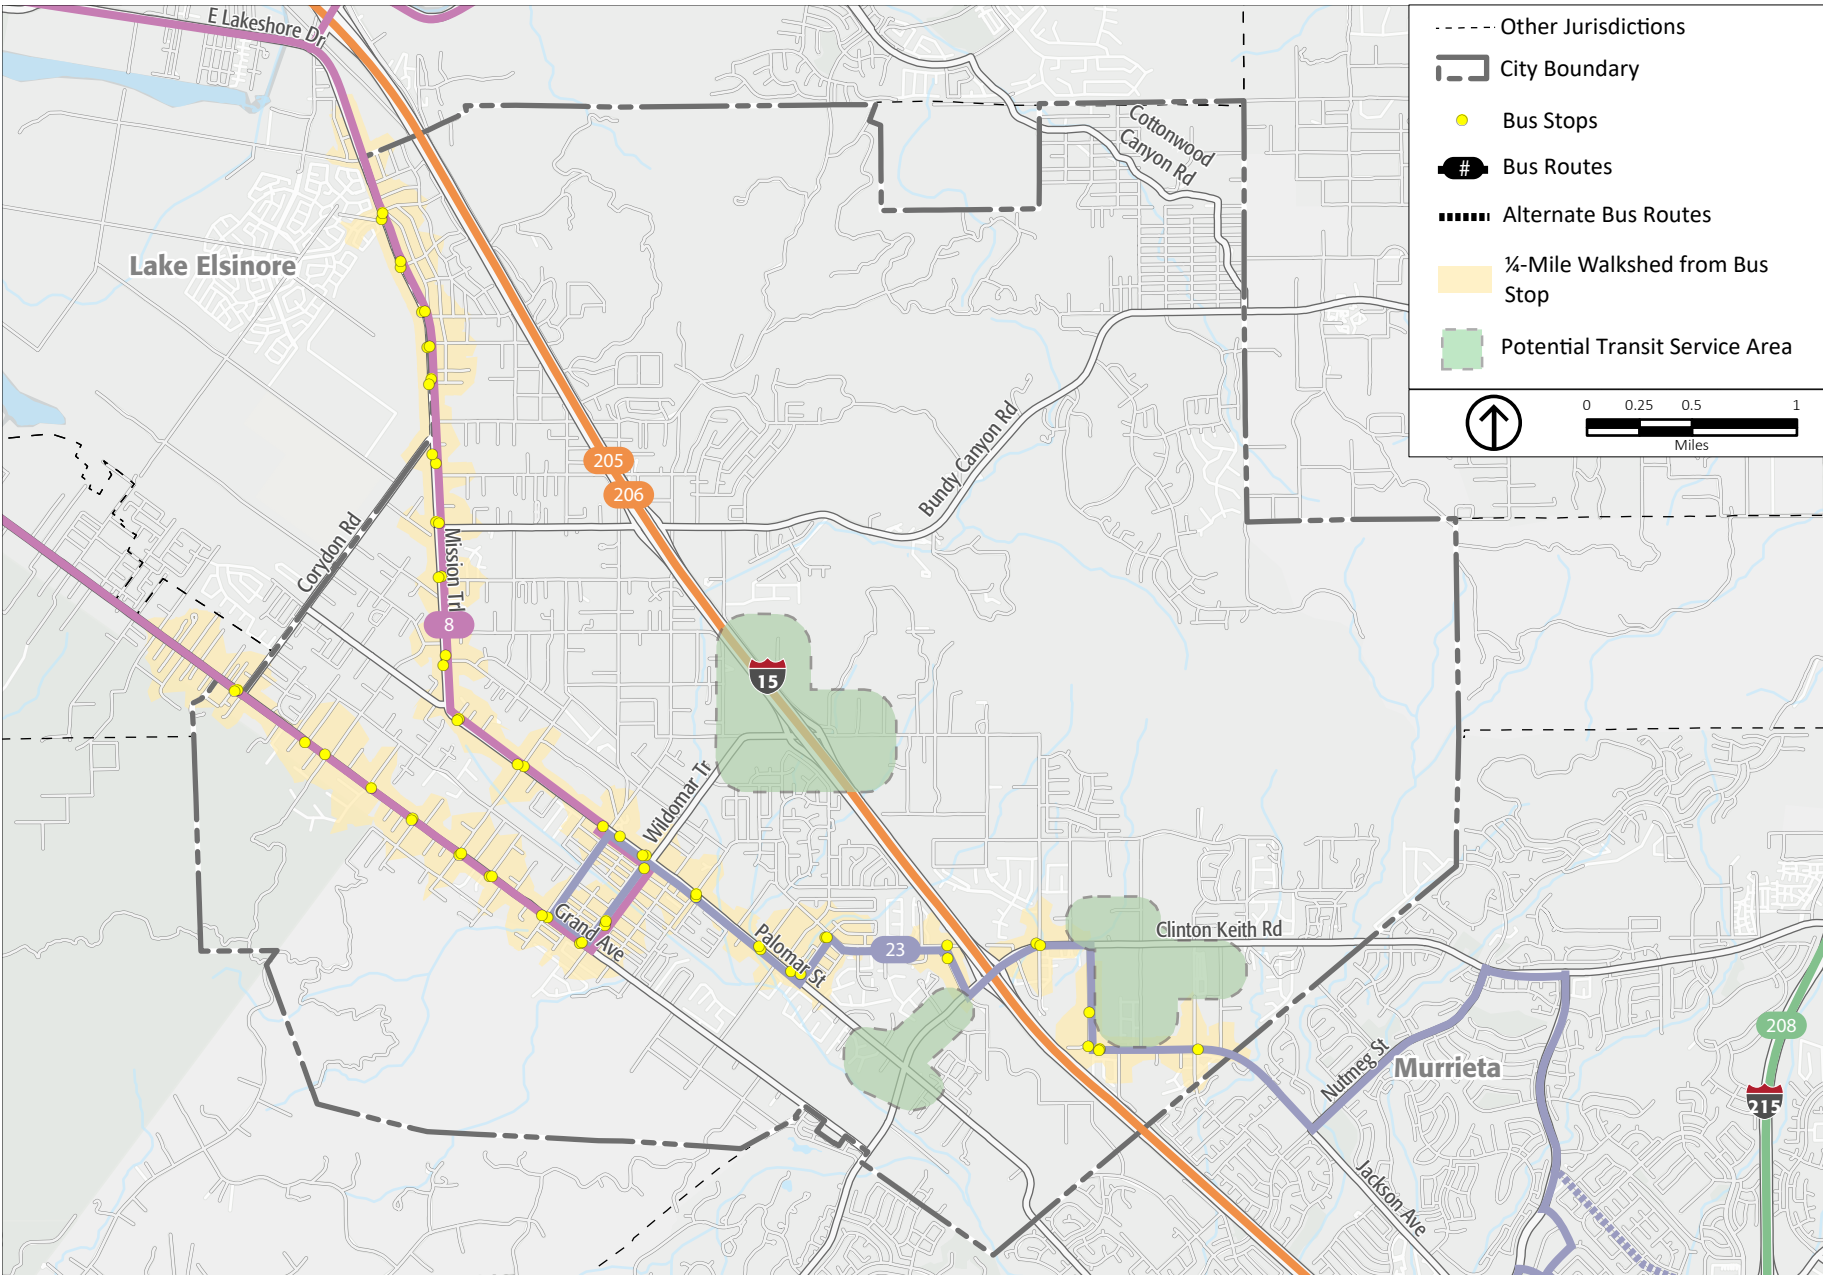 E Lakeshore Dr
Other Jurisdictions
City Boundary
Bus Stops
#
Bus Routes
Alternate Bus Routes
¼-Mile Walkshed from Bus
Stop
Potential Transit Service Area
0 0.25 0.5 1
Miles
Cottonwood
Canyon Rd
Lake Elsinore
205
206
Bundy Canyon Rd
Corydon Rd
Mission Trl
8
15
Wildomar Tr
Grand Ave
Palomar St
23
Clinton Keith Rd
208
Nutmeg St
Murrieta
215
Jackson Ave